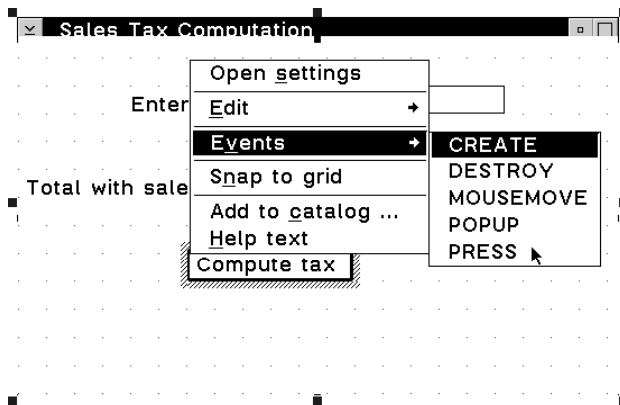 Sales Tax Computation
Open settings
Enter
Edit
Events
CREATE
DESTROY
Snap to grid
Total with sale
MOUSEMOVE
Add to catalog ...
POPUP
Help text
PRESS
Compute tax